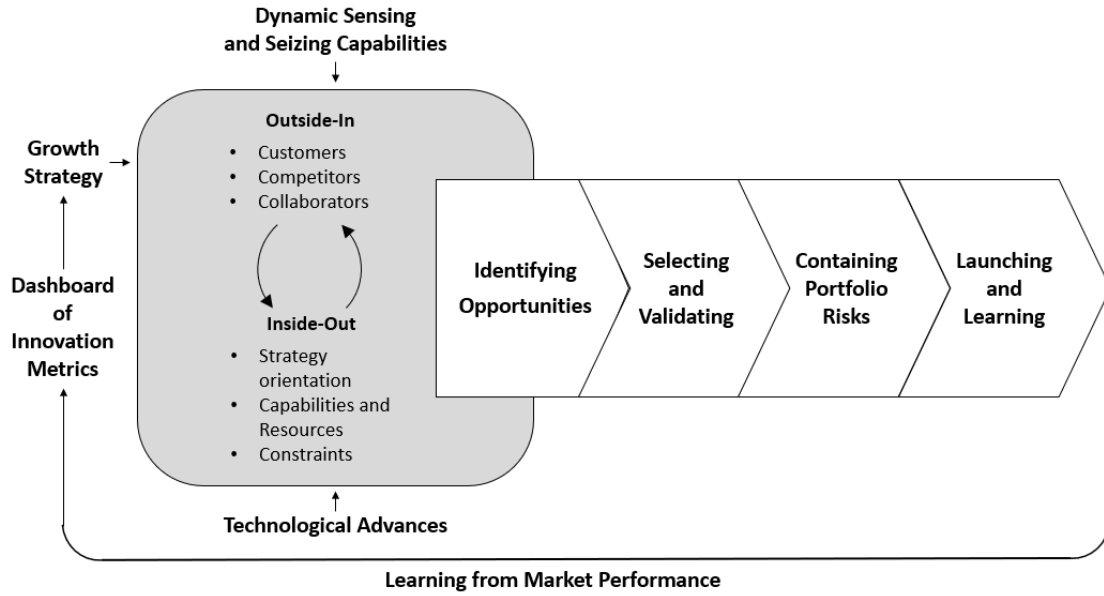 Dynamic Sensing
and Seizing Capabilities
Outside-In
• Customers
• Competitors
• Collaborators
Growth
Strategy
Dashboard
of
Innovation
Metrics
Inside-Out
• Strategy
orientation
• Capabilities and
Resources
• Constraints
Identifying
Opportunities
Selecting
and
Validating
Containing
Portfolio
Risks
Launching
and
Learning
Technological Advances
Learning from Market Performance